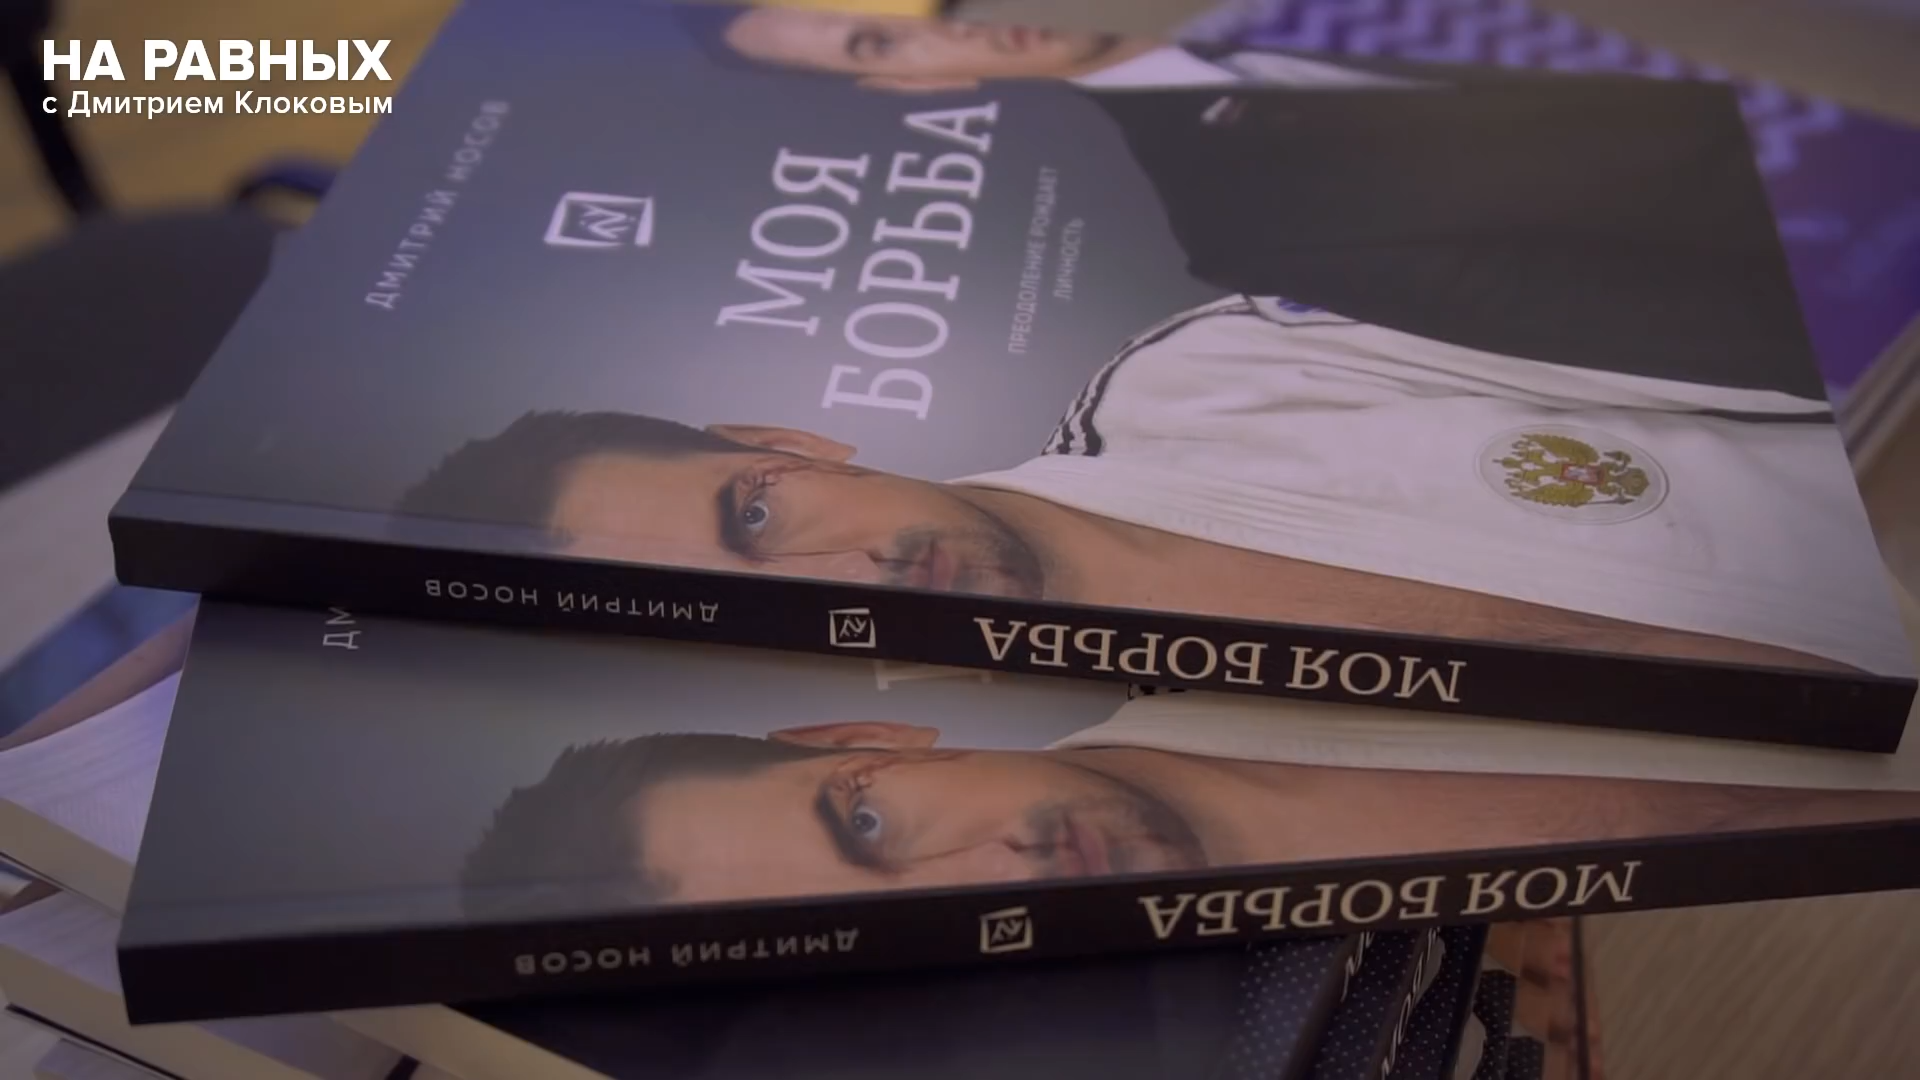 НА РАВНЫХ
с Дмитрием Клоковым
ДМИТРИЙ НОСОВ
МОЯ
БОРЬБА
ПРЕОДОЛЕНИЕ РОЖДАЕТ
ЛИЧНОСТЬ
ДМИТРИЙ НОСОВ
МОЯ БОРЬБА
ДМ
ДМИТРИЙ НОСОВ
МОЯ БОРЬБА